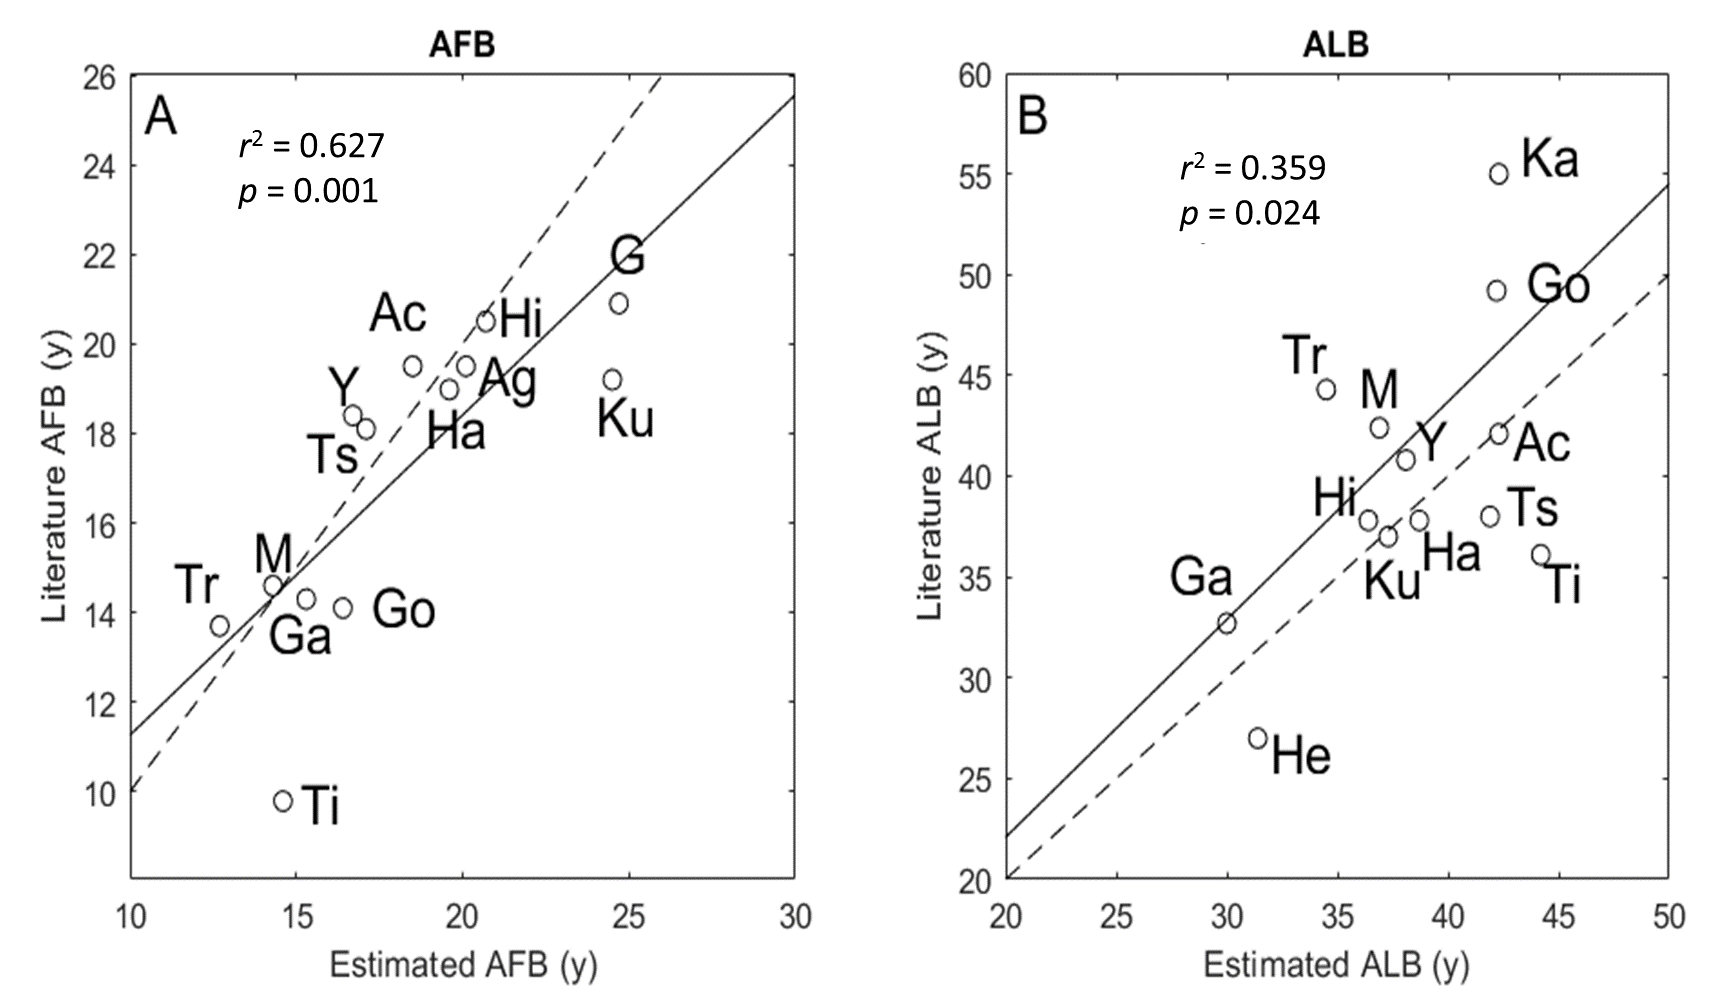 AFB
A
r² = 0.627
p = 0.001
26
24
22
20
18
16
14
12
10
Literature AFB (y)
G
Ac
Hi
Y
Ag
Ku
Ha
Ts
M
Tr
Go
Ga
Ti
10
15
20
25
30
Estimated AFB (y)
ALB
B
r² = 0.359
p = 0.024
60
55
50
45
40
35
30
25
20
Literature ALB (y)
Ka
Go
Tr
M
Y
Ac
Hi
Ts
Ha
Ku
Ti
Ga
He
20
25
30
35
40
45
50
Estimated ALB (y)